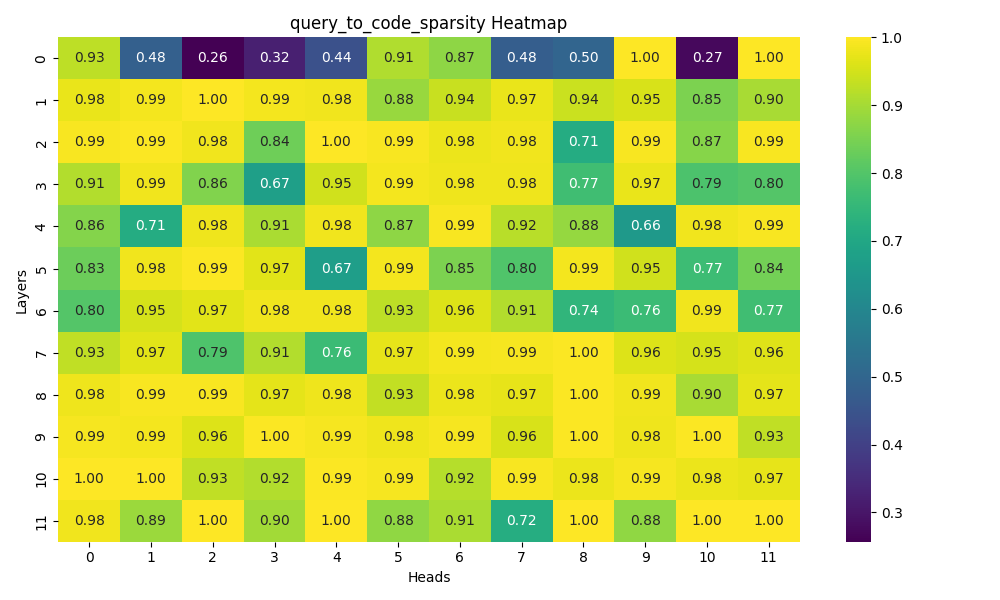 query_to_code_sparsity Heatmap
0 0.93 0.48 0.26 0.32 0.44 0.91 0.87 0.48 0.50 1.00 0.27 1.00
1 0.98 0.99 1.00 0.99 0.98 0.88 0.94 0.97 0.94 0.95 0.85 0.90
2 0.99 0.99 0.98 0.84 1.00 0.99 0.98 0.98 0.71 0.99 0.87 0.99
3 0.91 0.99 0.86 0.67 0.95 0.99 0.98 0.98 0.77 0.97 0.79 0.80
4 0.86 0.71 0.98 0.91 0.98 0.87 0.99 0.92 0.88 0.66 0.98 0.99
5 0.83 0.98 0.99 0.97 0.67 0.99 0.85 0.80 0.99 0.95 0.77 0.84
6 0.80 0.95 0.97 0.98 0.98 0.93 0.96 0.91 0.74 0.76 0.99 0.77
7 0.93 0.97 0.79 0.91 0.76 0.97 0.99 0.99 1.00 0.96 0.95 0.96
8 0.98 0.99 0.99 0.97 0.98 0.93 0.98 0.97 1.00 0.99 0.90 0.97
9 0.99 0.99 0.96 1.00 0.99 0.98 0.99 0.96 1.00 0.98 1.00 0.93
10 1.00 1.00 0.93 0.92 0.99 0.99 0.92 0.99 0.98 0.99 0.98 0.97
11 0.98 0.89 1.00 0.90 1.00 0.88 0.91 0.72 1.00 0.88 1.00 1.00
0 1 2 3 4 5 6 7 8 9 10 11
Heads
Layers
1.0
0.9
0.8
0.7
0.6
0.5
0.4
0.3